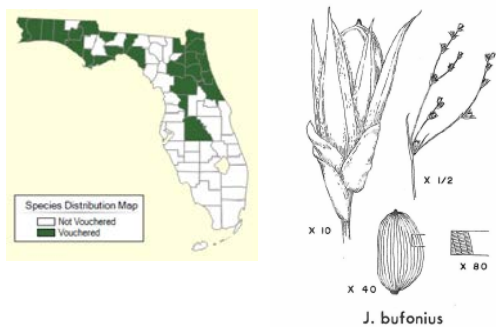 Species Distribution Map
Not Vouchered
Vouchered
X 10
X 1/2
X 40
X 80
J. bufonius